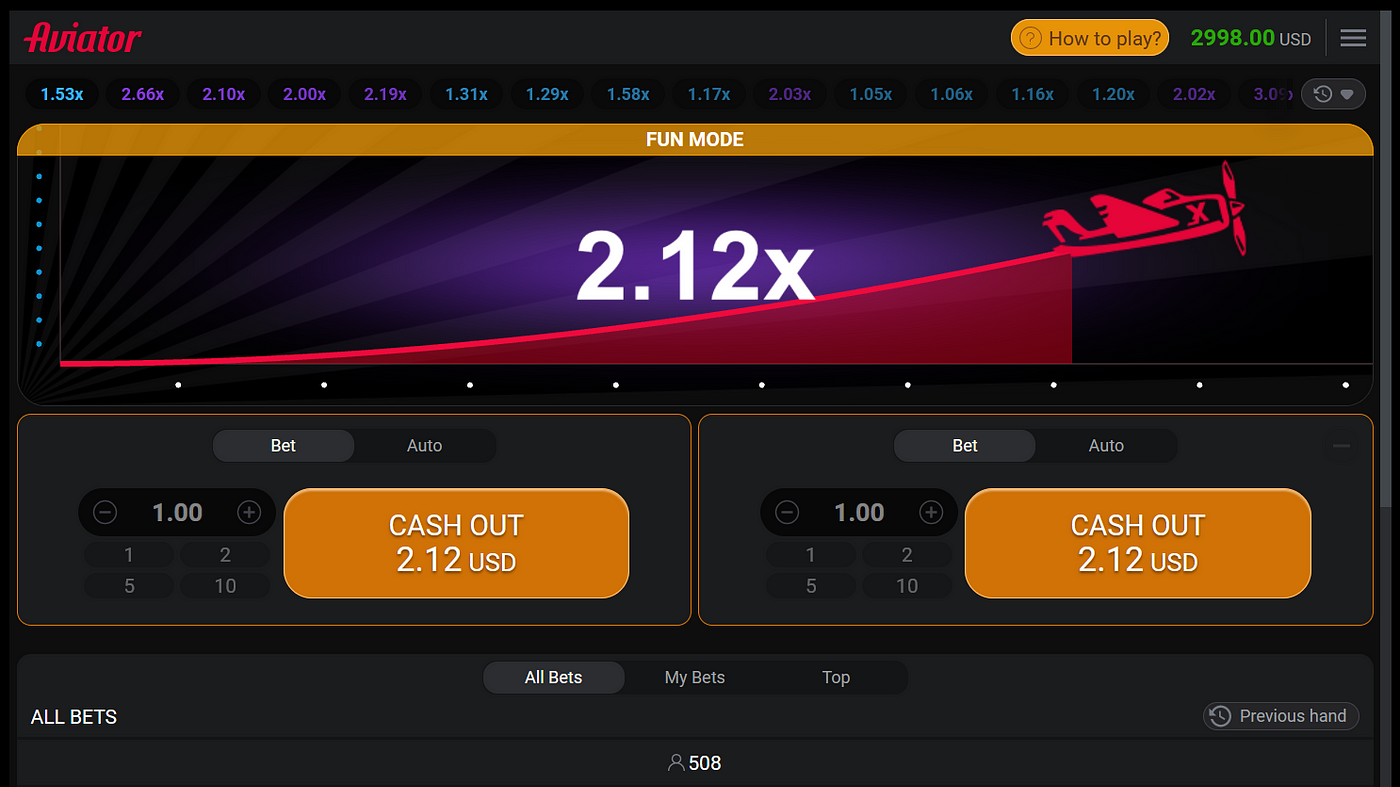 Aviator
? How to play? 2998.00 USD
1.53x 2.66x 2.10x 2.00x 2.19x 1.31x 1.29x 1.58x 1.17x 2.03x 1.05x 1.06x 1.16x 1.20x 2.02x
FUN MODE
2.12x
X
Bet Auto
1.00
1 2
5 10
CASH OUT
2.12 USD
Bet Auto
1.00
1 2
5 10
CASH OUT
2.12 USD
All Bets My Bets Top
ALL BETS Previous hand
508